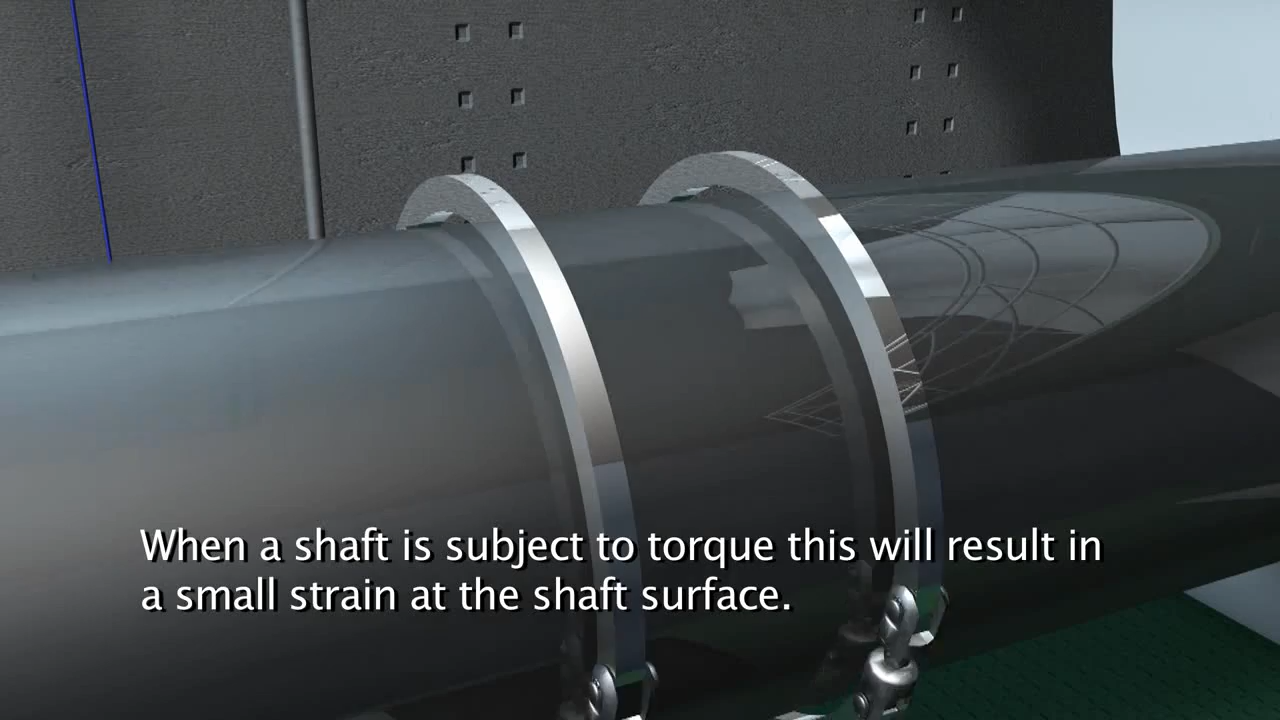 When a shaft is subject to torque this will result in
a small strain at the shaft surface.